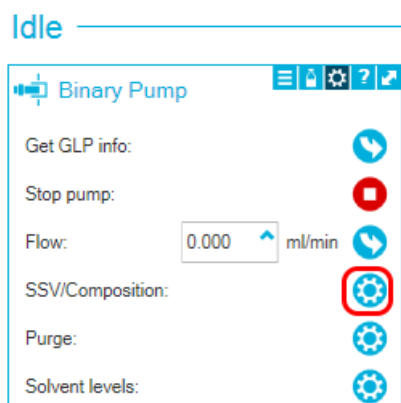 Idle
Binary Pump ?
Get GLP info:
Stop pump:
Flow: 0.000 ml/min
SSV/Composition:
Purge:
Solvent levels: